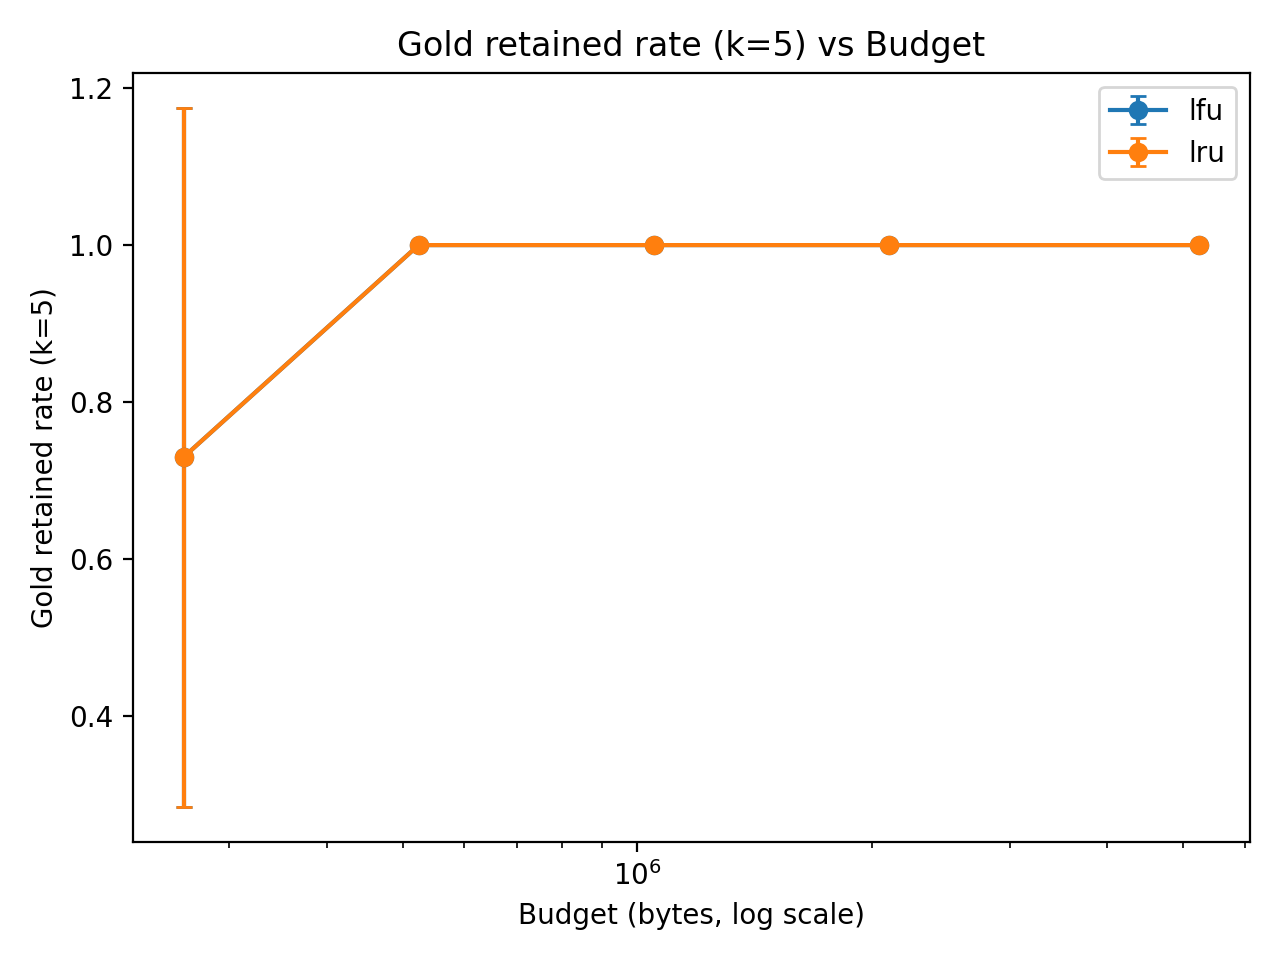 Gold retained rate (k=5) vs Budget
lfu
lru
1.2
1.0
0.8
0.6
0.4
Gold retained rate (k=5)
10⁶
Budget (bytes, log scale)